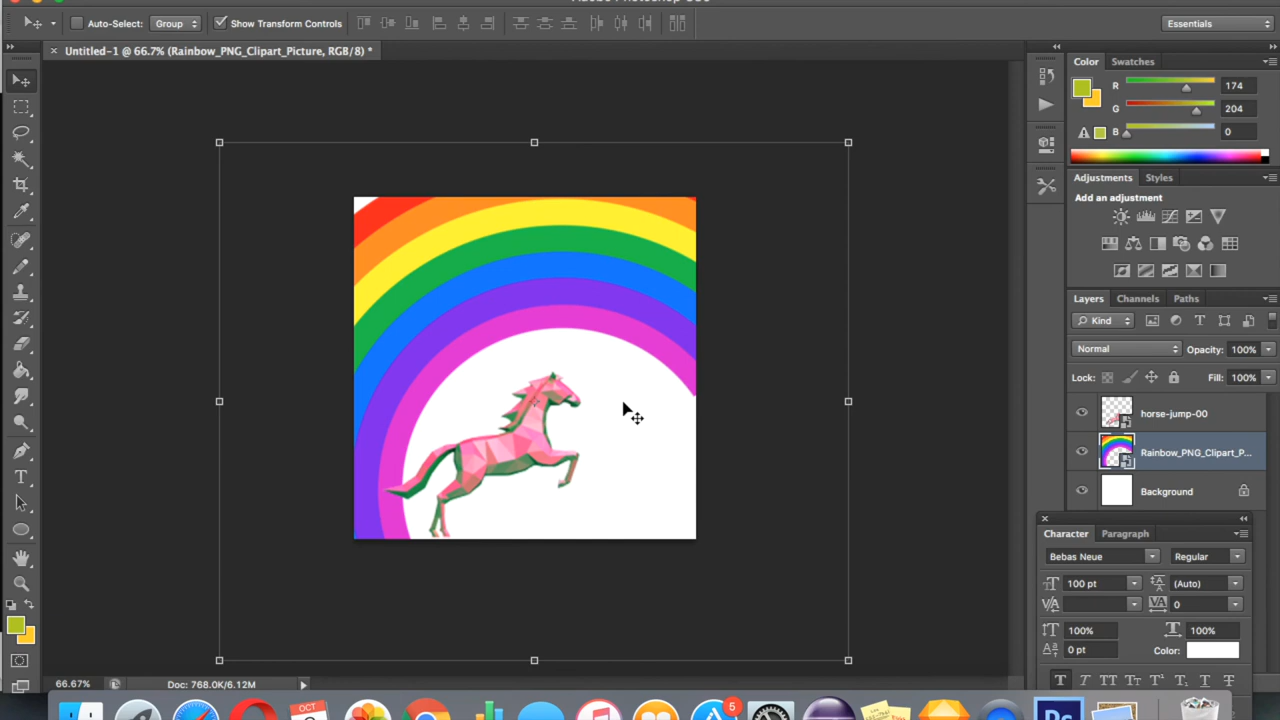 Auto-Select: Group Show Transform Controls Essentials
Untitled-1 @ 66.7% (Rainbow_PNG_Clipart_Picture, RGB/8) *
Color Swatches
R 174
G 204
B 0
Adjustments Styles
Add an adjustment
Layers Channels Paths
Kind
Normal Opacity: 100%
Lock: Fill: 100%
horse-jump-00
Rainbow_PNG_Clipart_P...
Background
Character Paragraph
Bebas Neue Regular
100 pt (Auto)
0
100% 100%
0 pt Color:
66.67% Doc: 768.0K/6.12M
OCT
5
Ps